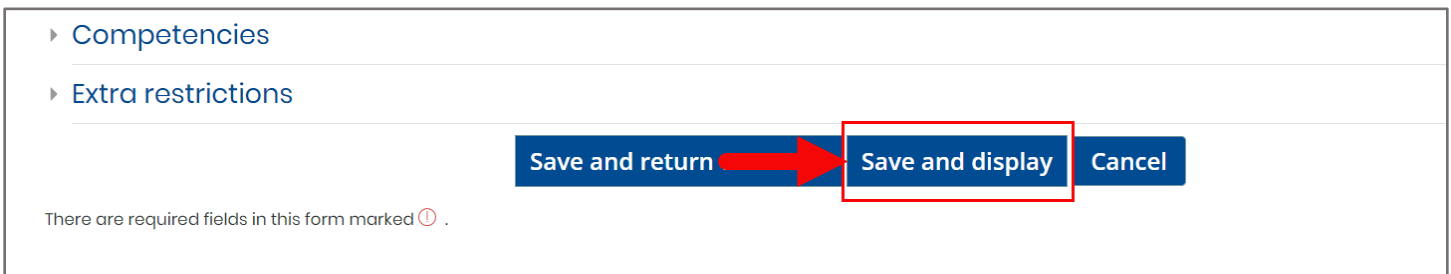 Competencies
Extra restrictions
Save and return
Save and display
Cancel
There are required fields in this form marked .